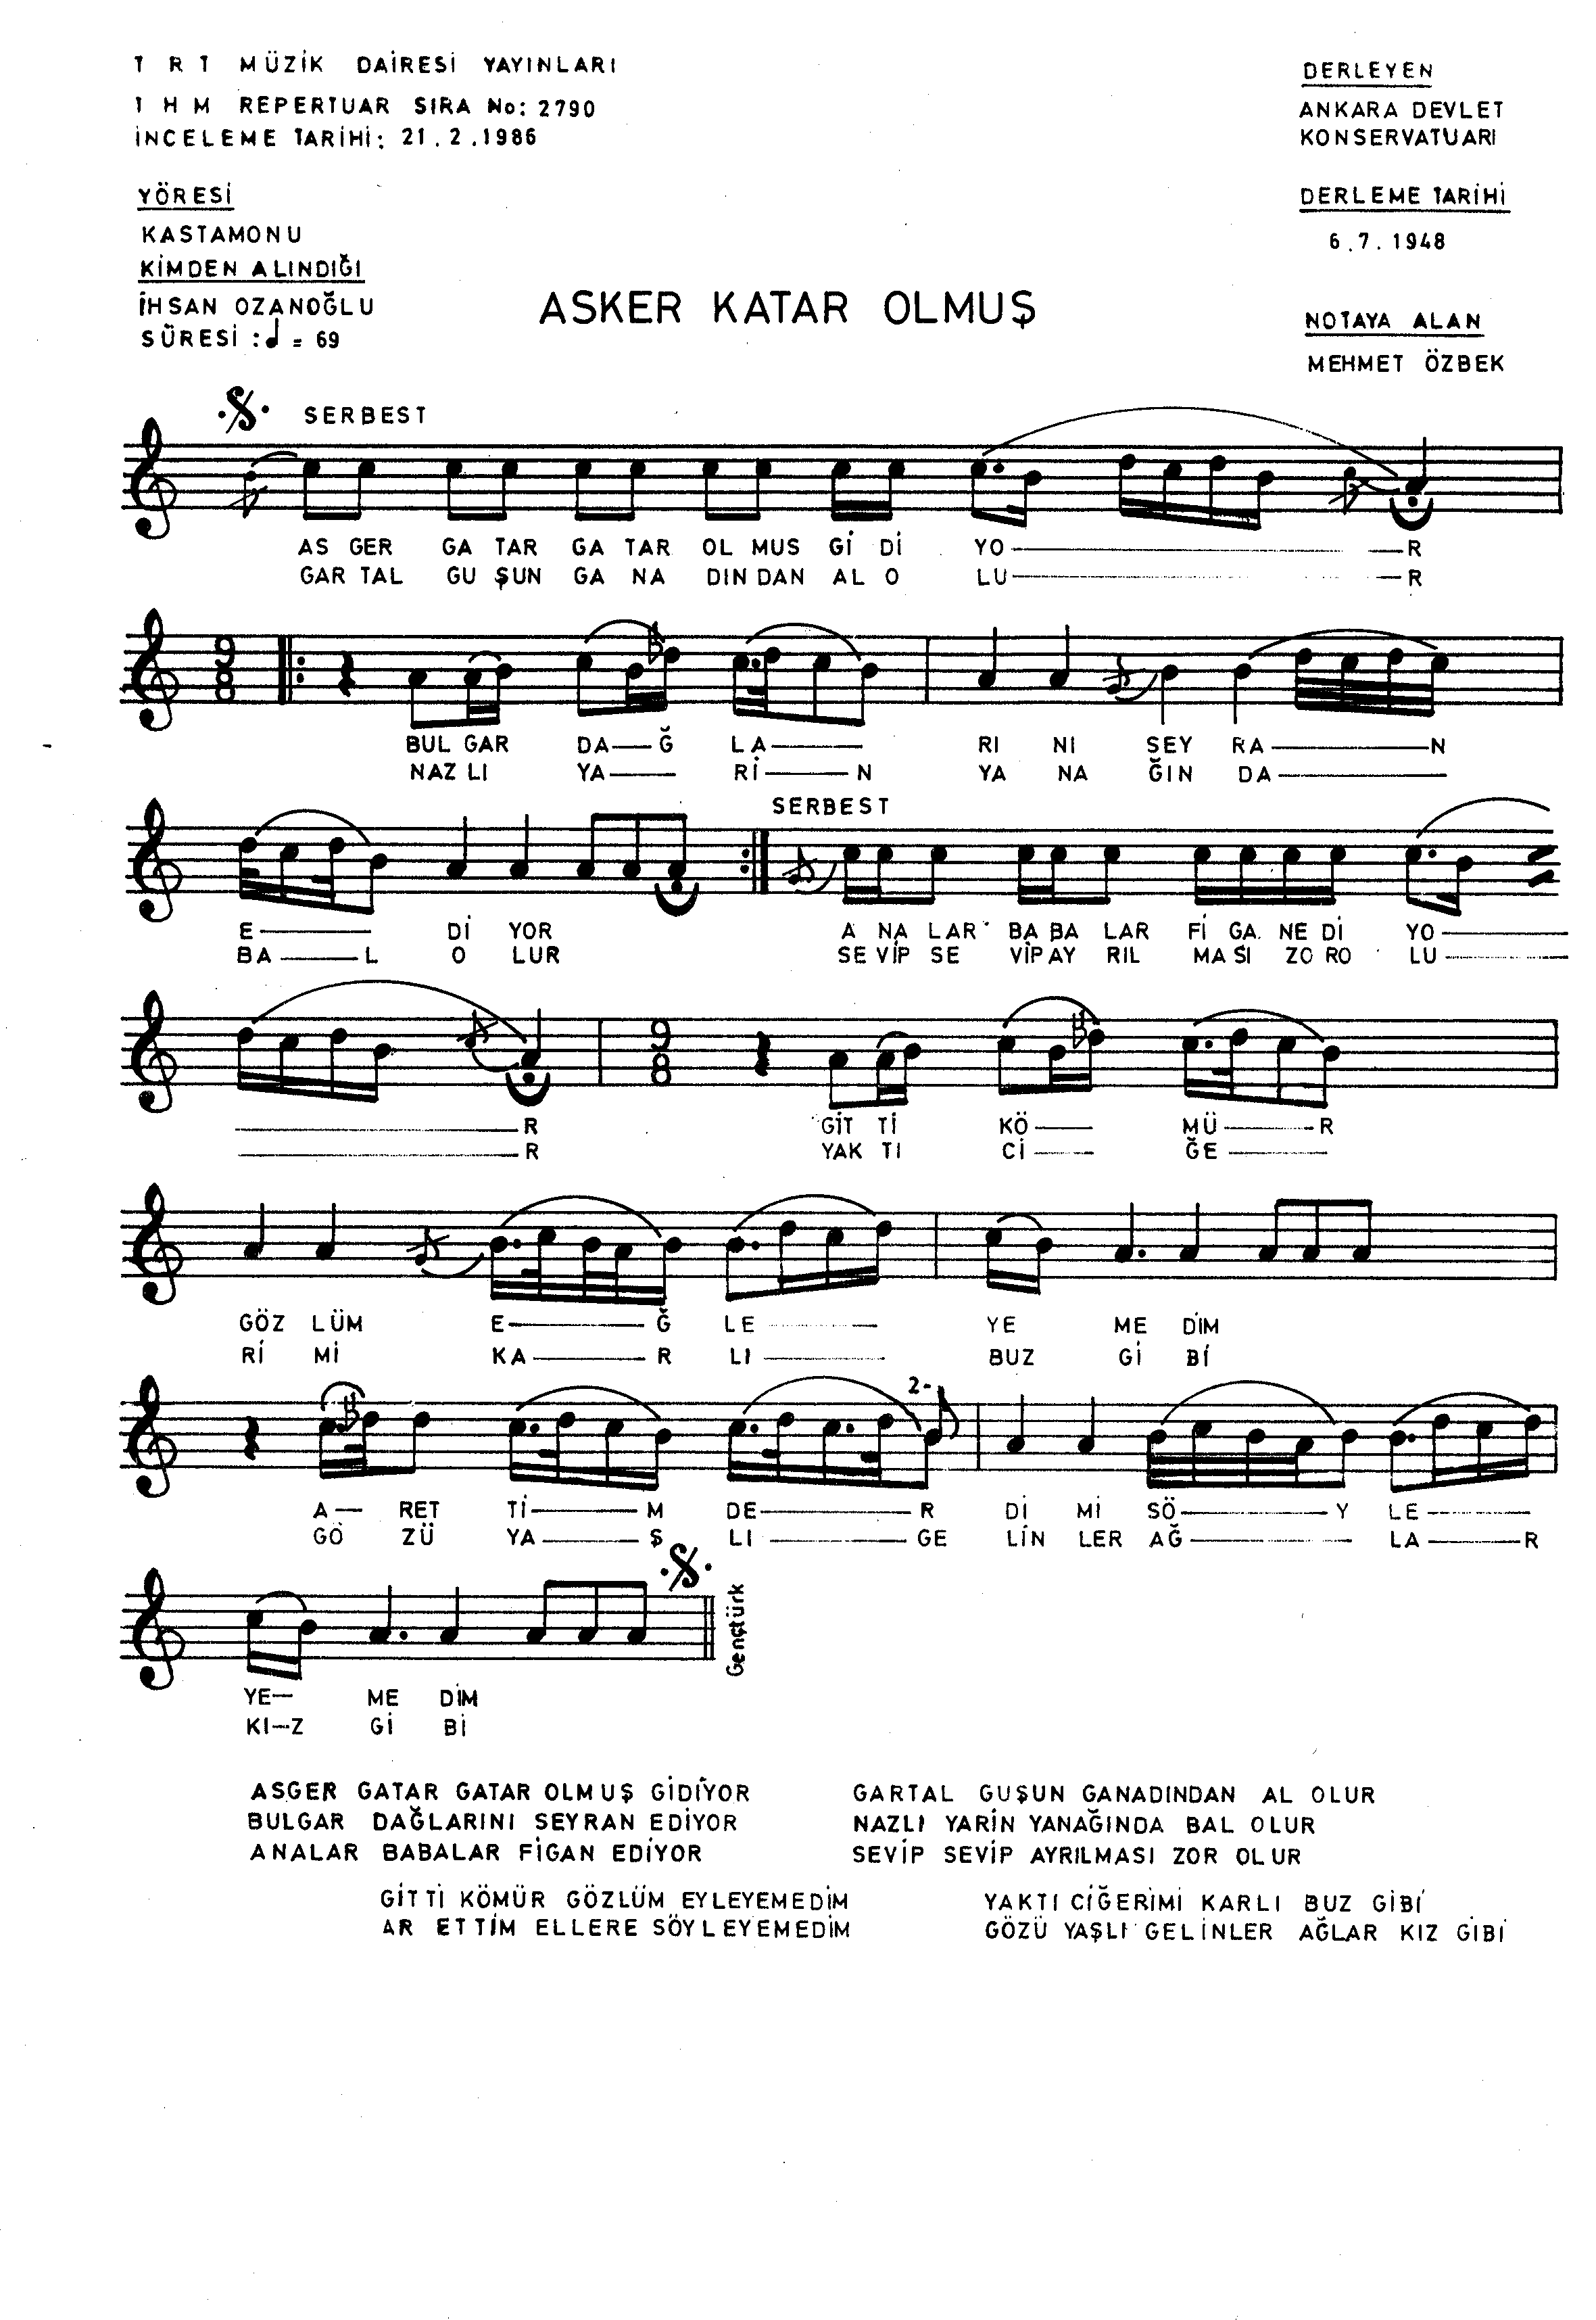 TRT MÜZİK DAİRESİ YAYINLARI
THM REPERTUAR SIRA No: 2790
İNCELEME TARİHİ: 21.2.1986
DERLEYEN
ANKARA DEVLET
KONSERVATUARI
YÖRESİ
KASTAMONU
KİMDEN ALINDIĞI
İHSAN OZANOĞLU
SÜRESİ : ♩ = 69
DERLEME TARİHİ
6.7.1948
ASKER KATAR OLMUŞ
NOTAYA ALAN
MEHMET ÖZBEK
SERBEST
AS GER GA TAR GA TAR OL MUS Gİ Dİ YO — R
GAR TAL GU ŞUN GA NA DIN DAN AL O LU — R
9 8
BUL GAR DA — Ğ LA — RI NI SEY RA — N
NAZ LI YA — Rİ — N YA NA ĞIN DA —
SERBEST
E — Dİ YOR A NA LAR BA BA LAR Fİ GA NE Dİ YO —
BA — L O LUR SE VİP SE VİP AY RIL MA SI ZO RO LU —
9 8
— R GİT Tİ KÖ — MÜ — R
— R YAK TI Cİ — ĞE —
GÖZ LÜM E — Ğ LE — YE ME DİM
Rİ Mİ KA — R LI — BUZ Gİ Bİ
2-
A — RET Tİ — M DE — R Dİ Mİ SÖ — Y LE —
GÖ ZÜ YA — Ş LI — GE LİN LER AĞ — LA — R
Gençtürk
YE — ME DİM
KI — Z Gİ Bİ
ASGER GATAR GATAR OLMUŞ GİDİYOR
BULGAR DAĞLARINI SEYRAN EDİYOR
ANALAR BABALAR FİGAN EDİYOR
GİTTİ KÖMÜR GÖZLÜM EYLEYEMEDİM
AR ETTİM ELLERE SÖYLEYEMEDİM
GARTAL GUŞUN GANADINDAN AL OLUR
NAZLI YARİN YANAĞINDA BAL OLUR
SEVİP SEVİP AYRILMASI ZOR OLUR
YAKTI CİĞERİMİ KARLI BUZ GİBİ
GÖZÜ YAŞLI GELİNLER AĞLAR KIZ GİBİ